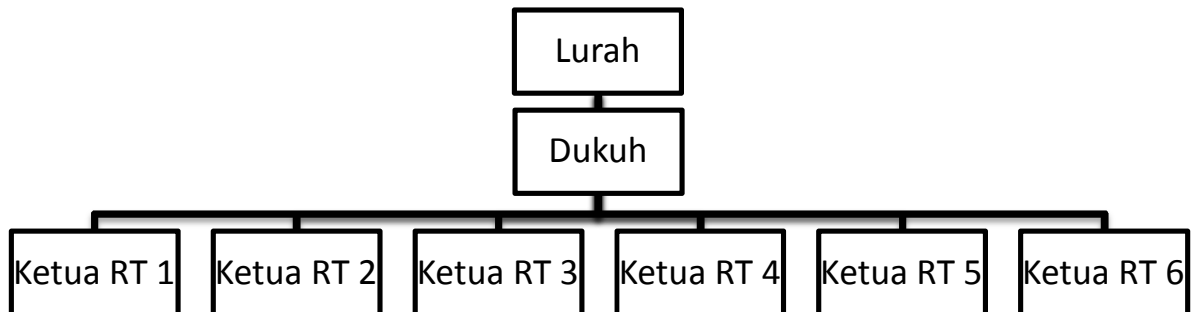 Lurah
Dukuh
Ketua RT 1
Ketua RT 2
Ketua RT 3
Ketua RT 4
Ketua RT 5
Ketua RT 6